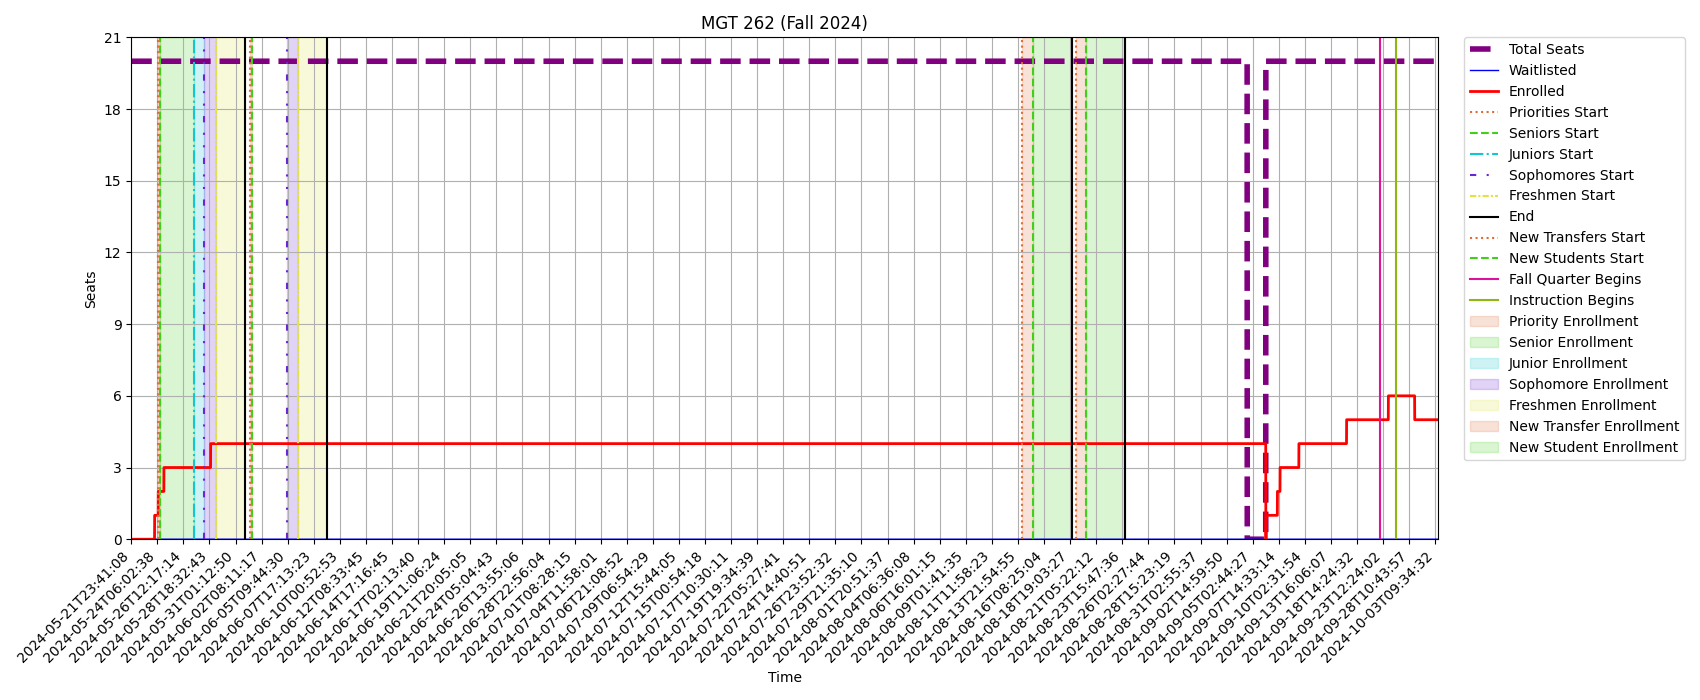 MGT 262 (Fall 2024)
21
18
15
12
9
6
3
0
Seats
2024-05-21T23:41:08
2024-05-24T06:02:38
2024-05-26T12:17:14
2024-05-28T18:32:43
2024-05-31T01:12:50
2024-06-02T08:11:17
2024-06-05T09:44:30
2024-06-07T17:13:23
2024-06-10T00:52:53
2024-06-12T08:33:45
2024-06-14T17:16:45
2024-06-17T02:13:40
2024-06-19T11:06:24
2024-06-21T20:05:05
2024-06-24T05:04:43
2024-06-26T13:55:06
2024-06-28T22:56:04
2024-07-01T08:28:15
2024-07-04T11:58:01
2024-07-06T21:08:52
2024-07-09T06:54:29
2024-07-12T15:44:05
2024-07-15T00:54:18
2024-07-17T10:30:11
2024-07-19T19:34:39
2024-07-22T05:27:41
2024-07-24T14:40:51
2024-07-26T23:52:32
2024-07-29T21:35:10
2024-08-01T20:51:37
2024-08-04T06:36:08
2024-08-06T16:01:15
2024-08-09T01:41:35
2024-08-11T11:58:23
2024-08-13T21:54:55
2024-08-16T08:25:04
2024-08-18T19:03:27
2024-08-21T05:22:12
2024-08-23T15:47:36
2024-08-26T02:27:44
2024-08-28T15:23:19
2024-08-31T02:55:37
2024-09-02T14:59:50
2024-09-05T02:44:27
2024-09-07T14:33:14
2024-09-10T02:31:54
2024-09-13T16:06:07
2024-09-18T14:24:32
2024-09-23T12:24:02
2024-09-28T10:43:57
2024-10-03T09:34:32
Time
Total Seats
Waitlisted
Enrolled
Priorities Start
Seniors Start
Juniors Start
Sophomores Start
Freshmen Start
End
New Transfers Start
New Students Start
Fall Quarter Begins
Instruction Begins
Priority Enrollment
Senior Enrollment
Junior Enrollment
Sophomore Enrollment
Freshmen Enrollment
New Transfer Enrollment
New Student Enrollment